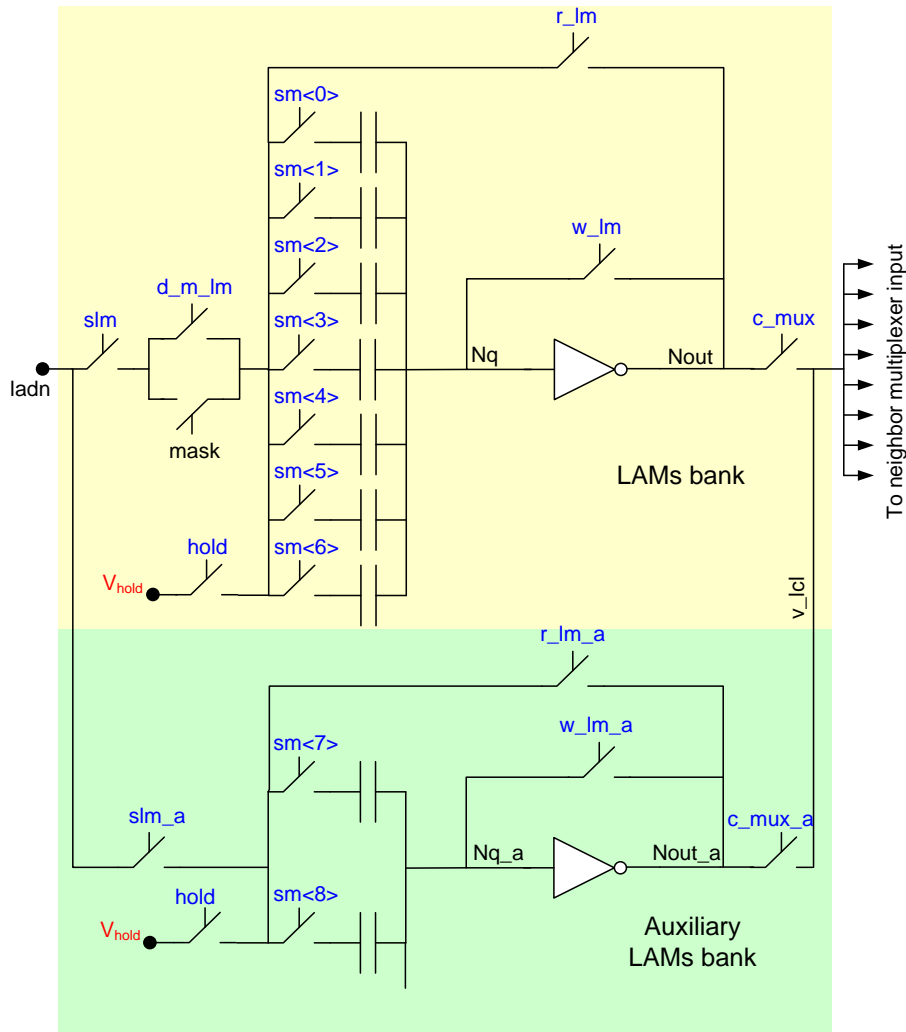 r_lm
sm<0>
sm<1>
w_lm
sm<2>
d_m_lm
slm
sm<3>
c_mux
Nq
Nout
ladn
sm<4>
mask
To neighbor multiplexer input
sm<5>
LAMs bank
hold
sm<6>
Vhold
v_lcl
r_lm_a
sm<7>
w_lm_a
slm_a
c_mux_a
Nq_a
Nout_a
hold
sm<8>
Vhold
Auxiliary
LAMs bank